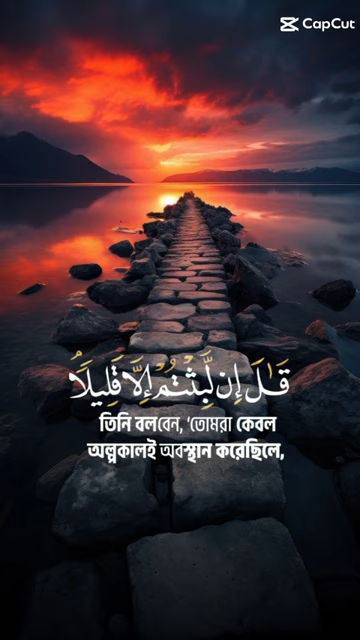 CapCut
قَٰلَ إِن لَّبِثْتُمْ إِلَّا قَلِيلًا
তিনি বলবেন, ‘তোমরা কেবল
অল্পকালই অবস্থান করেছিলে,